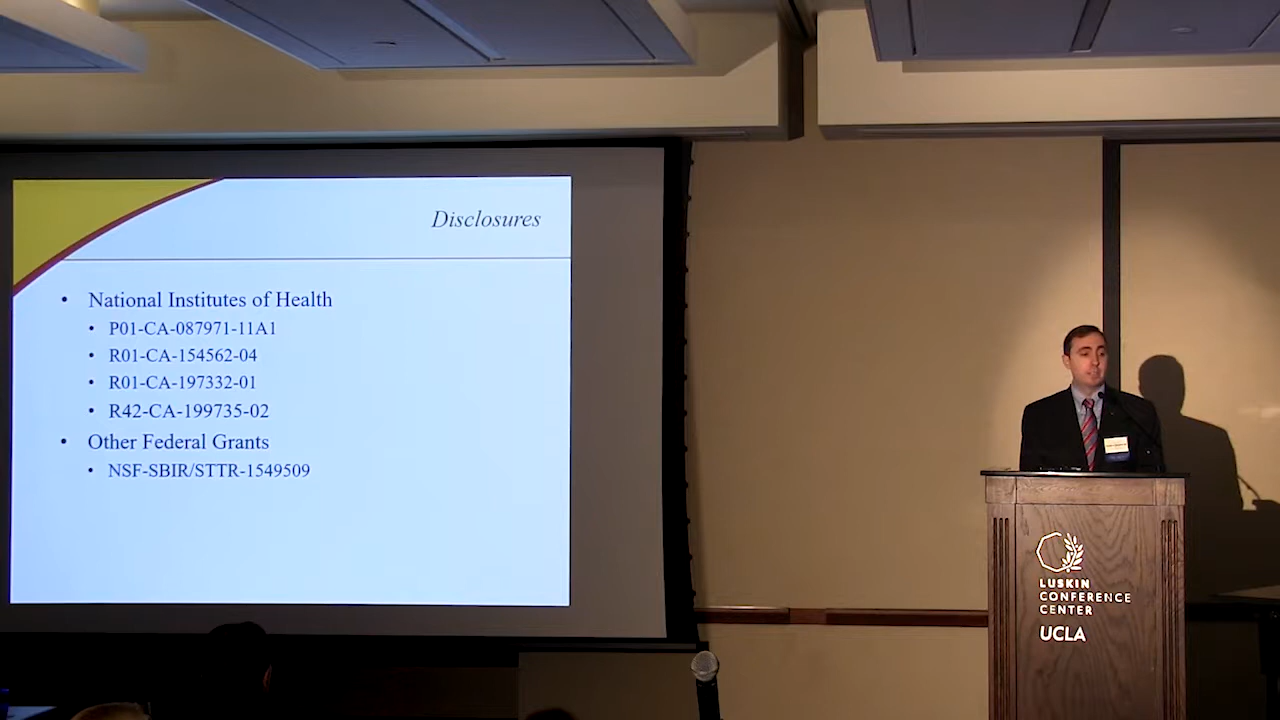 Disclosures
• National Institutes of Health
• P01-CA-087971-11A1
• R01-CA-154562-04
• R01-CA-197332-01
• R42-CA-199735-02
• Other Federal Grants
• NSF-SBIR/STTR-1549509
LUSKIN
CONFERENCE
CENTER
UCLA